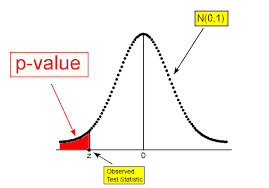 N(0,1)
p-value
z
0
Observed
Test Statistic